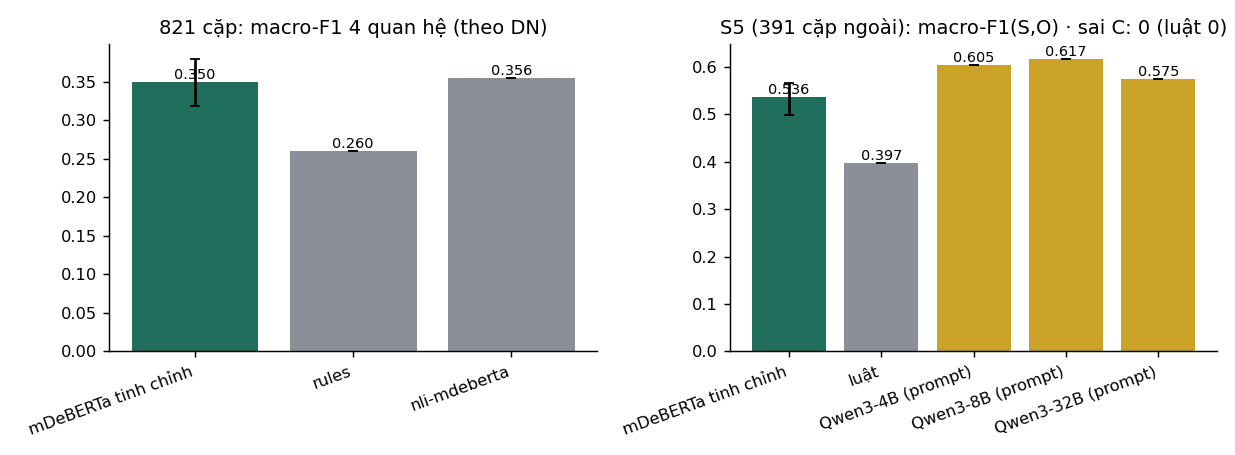 821 cặp: macro-F1 4 quan hệ (theo DN)
0.35
0.30
0.25
0.20
0.15
0.10
0.05
0.00
0.350
0.260
0.356
mDeBERTa tinh chỉnh
rules
nli-mdeberta
S5 (391 cặp ngoài): macro-F1(S,O) · sai C: 0 (luật 0)
0.6
0.5
0.4
0.3
0.2
0.1
0.0
0.536
0.397
0.605
0.617
0.575
mDeBERTa tinh chỉnh
luật
Qwen3-4B (prompt)
Qwen3-8B (prompt)
Qwen3-32B (prompt)